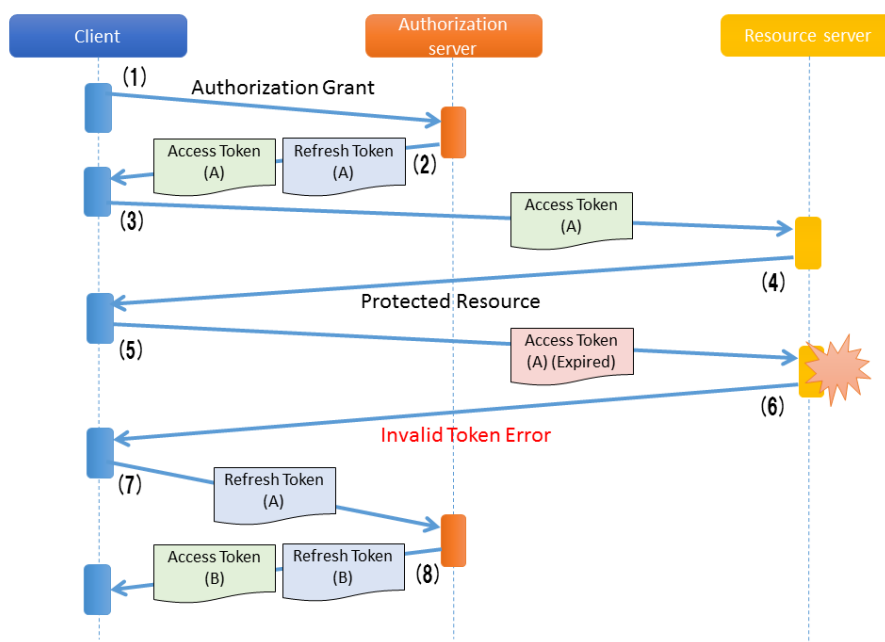 Client
Authorization
server
Resource server
(1)
Authorization Grant
Access Token
(A)
Refresh Token
(A)
(2)
(3)
Access Token
(A)
(4)
Protected Resource
(5)
Access Token
(A) (Expired)
(6)
Invalid Token Error
(7)
Refresh Token
(A)
Access Token
(B)
Refresh Token
(B)
(8)